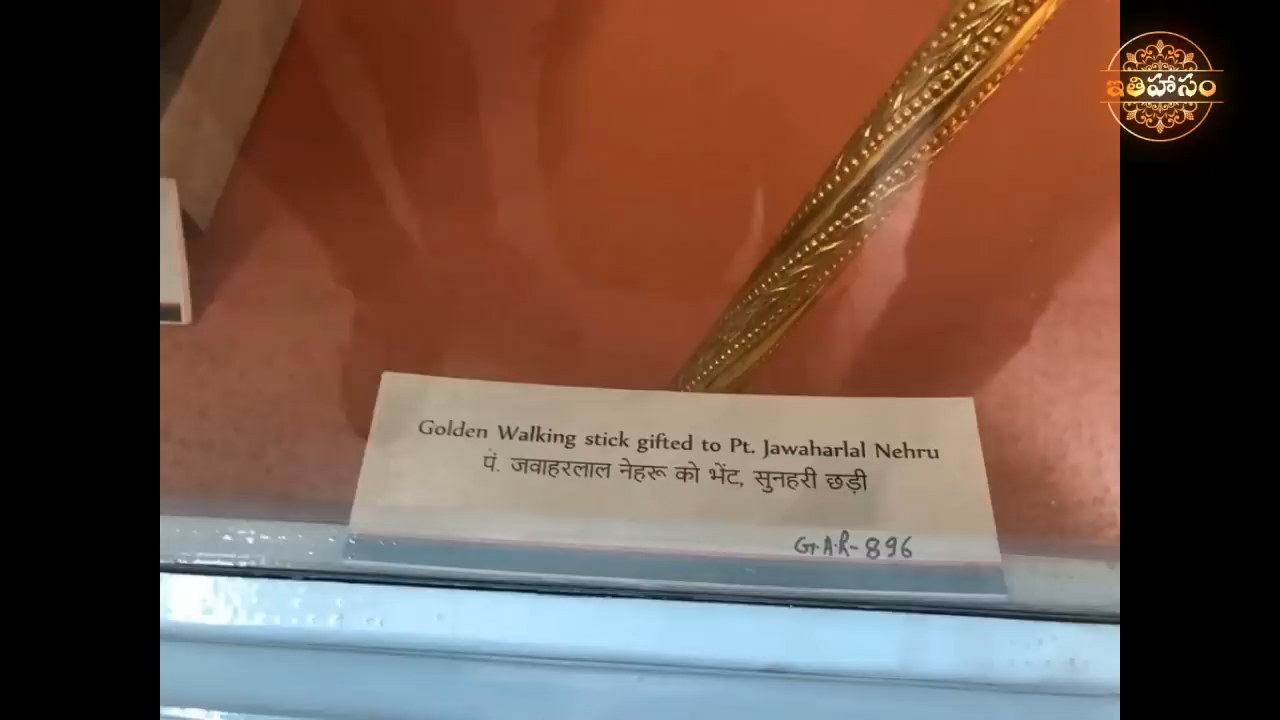 ఇతిహాసం
Golden Walking stick gifted to Pt. Jawaharlal Nehru
पं. जवाहरलाल नेहरू को भेंट, सुनहरी छड़ी
G.A.R-896